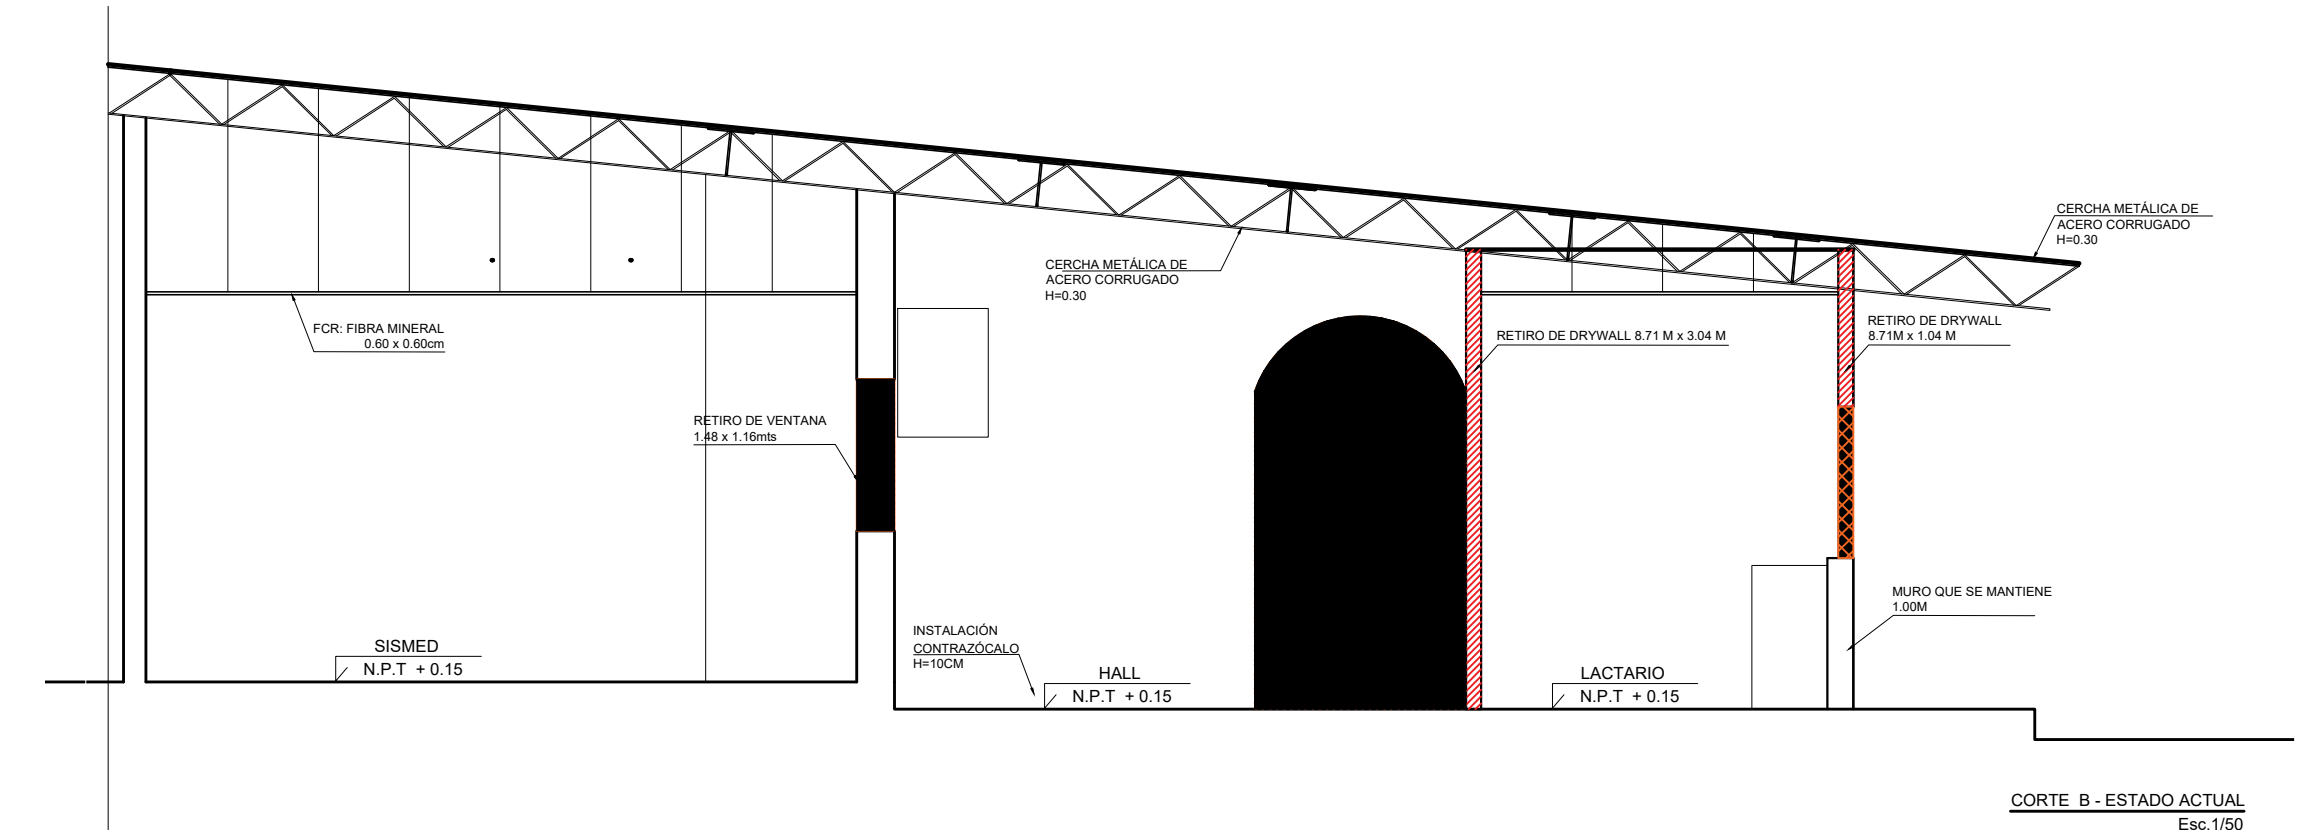 CERCHA METÁLICA DE
ACERO CORRUGADO
H=0.30
CERCHA METÁLICA DE
ACERO CORRUGADO
H=0.30
FCR: FIBRA MINERAL
0.60 x 0.60cm
RETIRO DE DRYWALL 8.71 M x 3.04 M
RETIRO DE DRYWALL
8.71M x 1.04 M
RETIRO DE VENTANA
1.48 x 1.16mts
MURO QUE SE MANTIENE
1.00M
INSTALACIÓN
CONTRAZÓCALO
H=10CM
SISMED
N.P.T + 0.15
HALL
N.P.T + 0.15
LACTARIO
N.P.T + 0.15
CORTE B - ESTADO ACTUAL
Esc.1/50